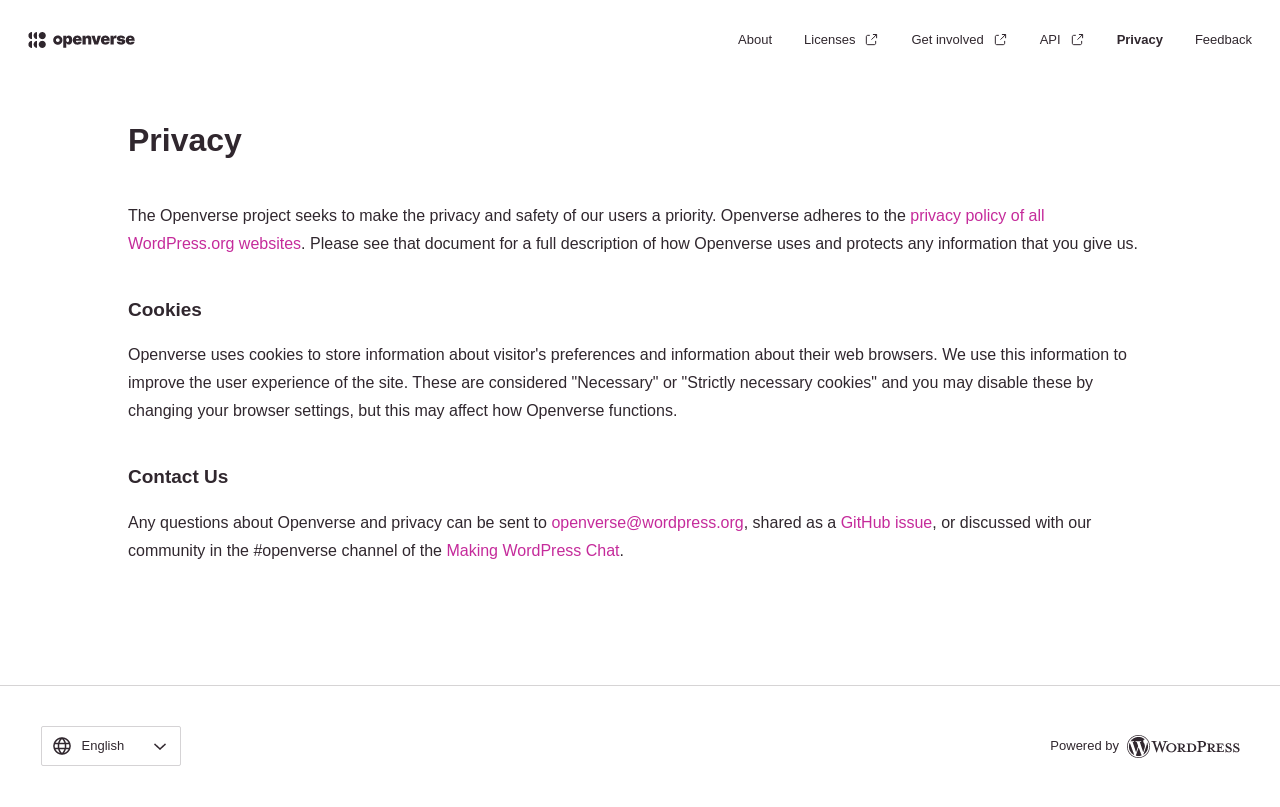 openverse
About
Licenses
Get involved
API
Privacy
Feedback
Privacy
The Openverse project seeks to make the privacy and safety of our users a priority. Openverse adheres to the privacy policy of all
WordPress.org websites. Please see that document for a full description of how Openverse uses and protects any information that you give us.
Cookies
Openverse uses cookies to store information about visitor's preferences and information about their web browsers. We use this information to
improve the user experience of the site. These are considered "Necessary" or "Strictly necessary cookies" and you may disable these by
changing your browser settings, but this may affect how Openverse functions.
Contact Us
Any questions about Openverse and privacy can be sent to openverse@wordpress.org, shared as a GitHub issue, or discussed with our
community in the #openverse channel of the Making WordPress Chat.
English
Powered by WordPress